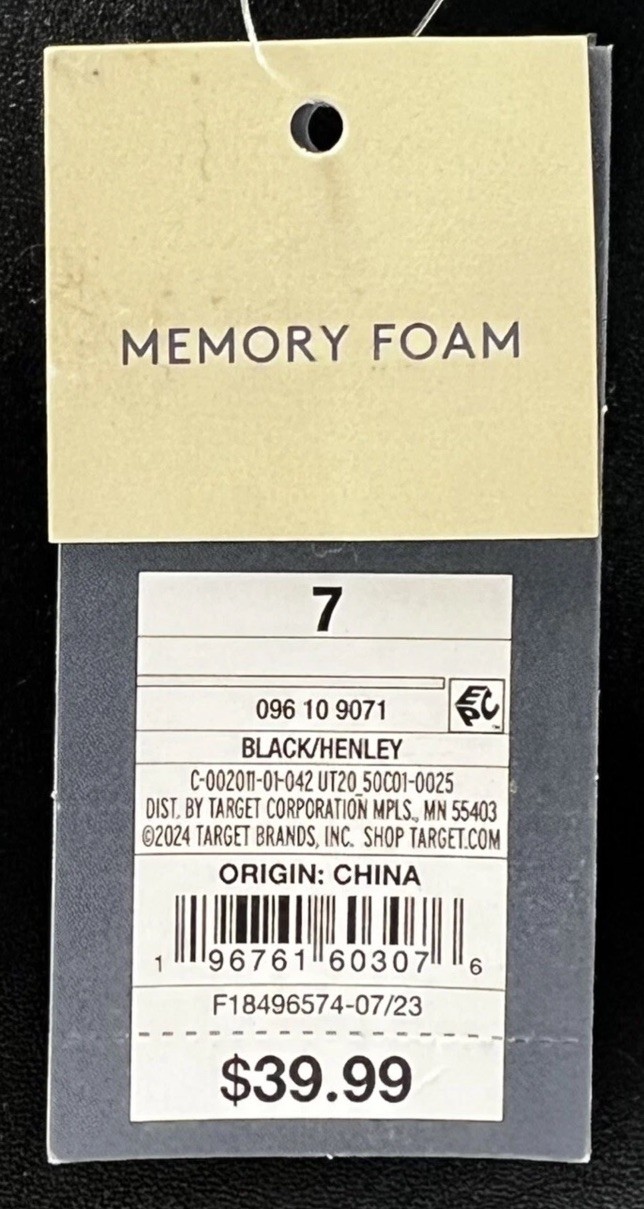 MEMORY FOAM
7
096 10 9071
EPC
BLACK/HENLEY
C-002011-01-042 UT20_50C01-0025
DIST. BY TARGET CORPORATION MPLS., MN 55403
©2024 TARGET BRANDS, INC. SHOP TARGET.COM
ORIGIN: CHINA
1 96761 60307 6
F18496574-07/23
$39.99